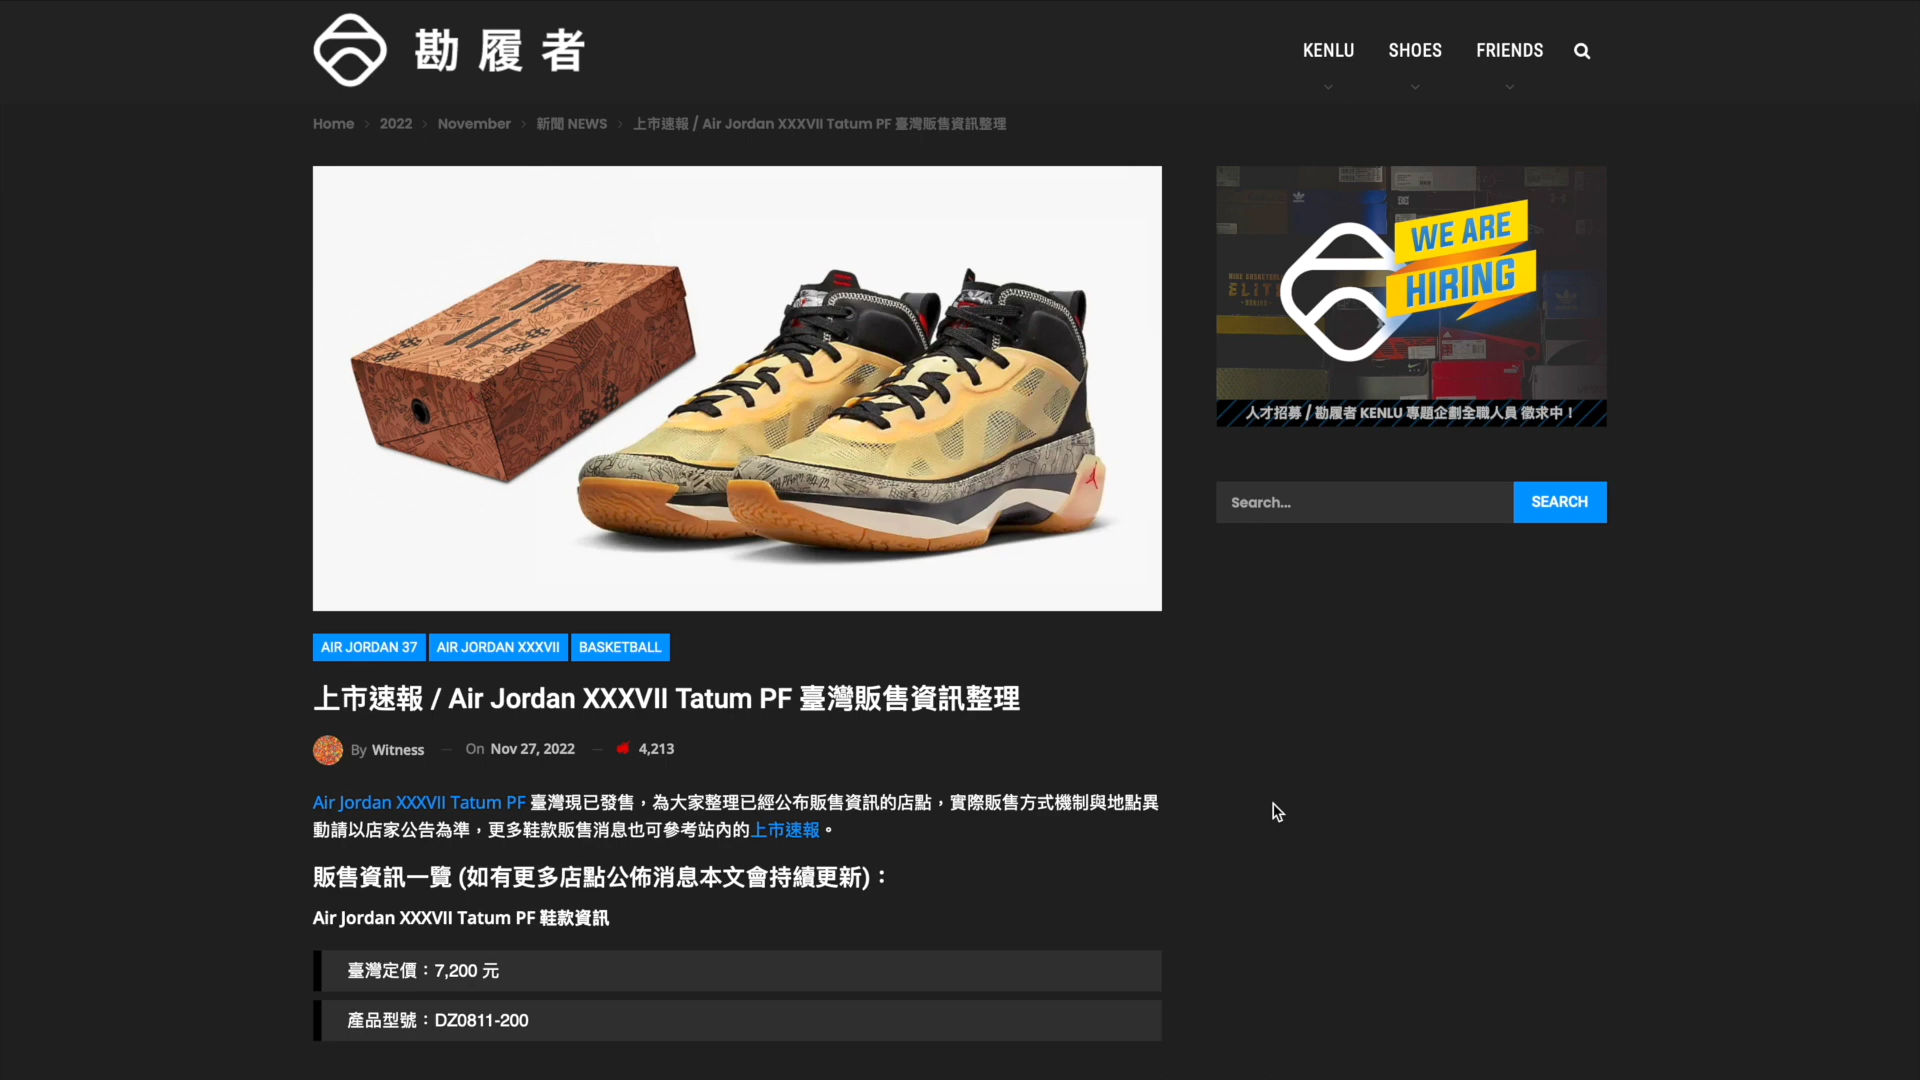 勘履者
KENLU
SHOES
FRIENDS
Home > 2022 > November > 新聞 NEWS > 上市速報 / Air Jordan XXXVII Tatum PF 臺灣販售資訊整理
WE ARE
HIRING
人才招募 / 勘履者 KENLU 專題企劃全職人員 徵求中！
Search...
SEARCH
AIR JORDAN 37
AIR JORDAN XXXVII
BASKETBALL
上市速報 / Air Jordan XXXVII Tatum PF 臺灣販售資訊整理
By Witness — On Nov 27, 2022 — 4,213
Air Jordan XXXVII Tatum PF 臺灣現已發售，為大家整理已經公布販售資訊的店點，實際販售方式機制與地點異
動請以店家公告為準，更多鞋款販售消息也可參考站內的上市速報。
販售資訊一覽 (如有更多店點公佈消息本文會持續更新)：
Air Jordan XXXVII Tatum PF 鞋款資訊
臺灣定價：7,200 元
產品型號：DZ0811-200